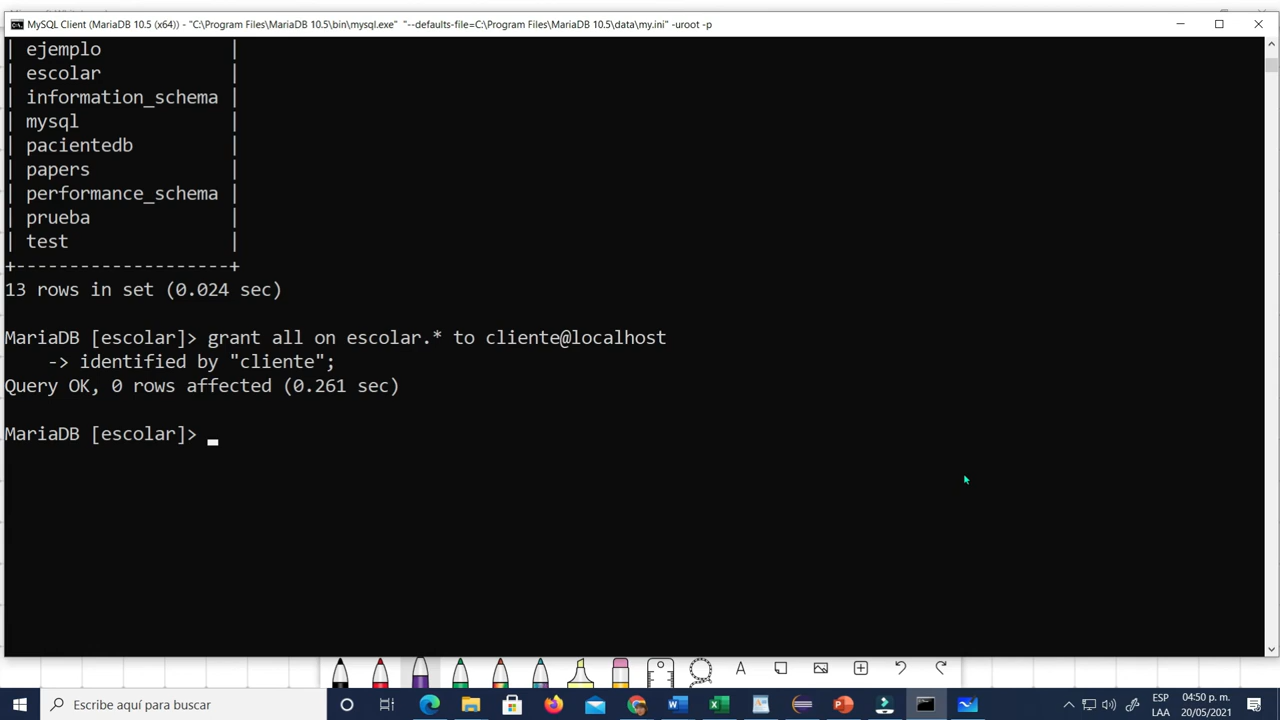 MySQL Client (MariaDB 10.5 (x64)) - "C:\Program Files\MariaDB 10.5\bin\mysql.exe" "--defaults-file=C:\Program Files\MariaDB 10.5\data\my.ini" -uroot -p
| ejemplo |
| escolar |
| information_schema |
| mysql |
| pacientedb |
| papers |
| performance_schema |
| prueba |
| test |
+--------------------+
13 rows in set (0.024 sec)
MariaDB [escolar]> grant all on escolar.* to cliente@localhost
-> identified by "cliente";
Query OK, 0 rows affected (0.261 sec)
MariaDB [escolar]> _
Escribe aquí para buscar
ESP
LAA
04:50 p. m.
20/05/2021